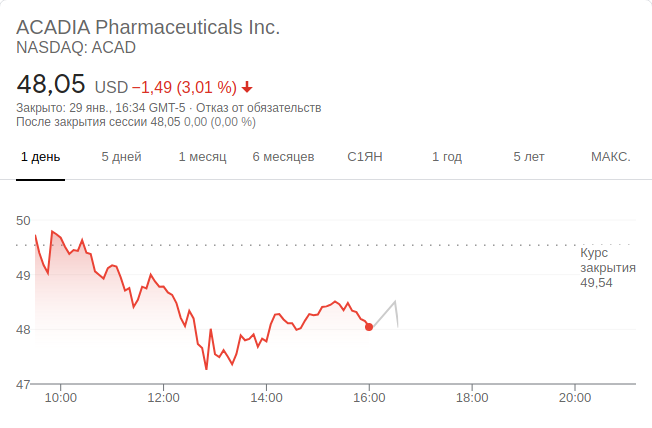 ACADIA Pharmaceuticals Inc.
NASDAQ: ACAD
48,05 USD −1,49 (3,01 %)
Закрыто: 29 янв., 16:34 GMT-5 · Отказ от обязательств
После закрытия сессии 48,05 0,00 (0,00 %)
1 день 5 дней 1 месяц 6 месяцев С1ЯН 1 год 5 лет МАКС.
50
Курс
закрытия
49,54
49
48
47
10:00 12:00 14:00 16:00 18:00 20:00